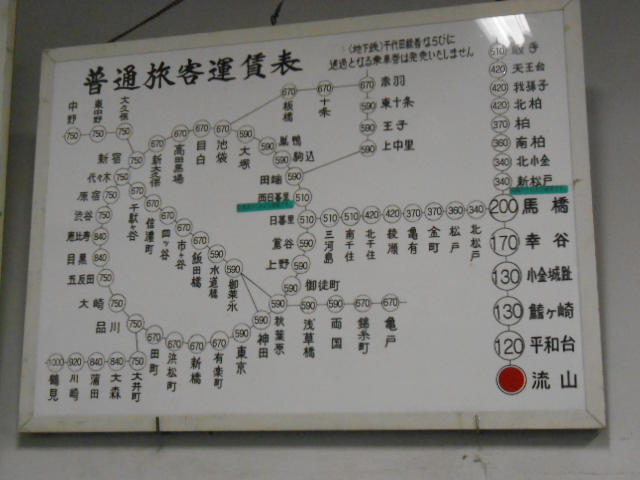 普通旅客運賃表
(地下鉄)千代田線各ならびに
通過となる乗車券は発売いたしません
中野 750
東中野 750
大久保 750
新宿 750
代々木 750
原宿 750
渋谷 750
恵比寿 840
目黒 840
五反田 750
大崎 750
品川 750
大井町 750
大森 840
蒲田 840
川崎 920
鶴見 1000
新大久保 750
高田馬場 670
目白 670
池袋 670
大塚 590
巣鴨 590
駒込 590
田端 590
西日暮里 510
日暮里 510
鶯谷 590
上野 590
御徒町 590
秋葉原 590
神田 590
東京 590
有楽町 670
新橋 670
浜松町 670
田町 670
板橋 670
十条 670
赤羽 670
東十条 590
王子 590
上中里 590
千駄ヶ谷 670
信濃町 670
四ッ谷 670
市ヶ谷 670
飯田橋 670
水道橋 590
御茶ノ水 590
浅草橋 590
両国 590
錦糸町 670
亀戸 670
三河島 510
南千住 510
北千住 420
綾瀬 420
亀有 370
金町 370
松戸 360
北松戸 340
510
天王台 420
我孫子 420
北柏 420
柏 370
南柏 360
北小金 340
新松戸 340
馬橋 200
幸谷 170
小金城趾 130
鰭ヶ崎 130
平和台 120
流山